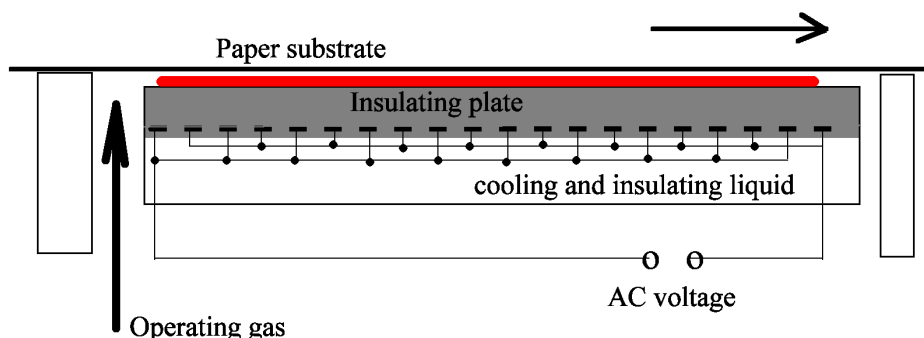 Paper substrate
Insulating plate
cooling and insulating liquid
AC voltage
Operating gas